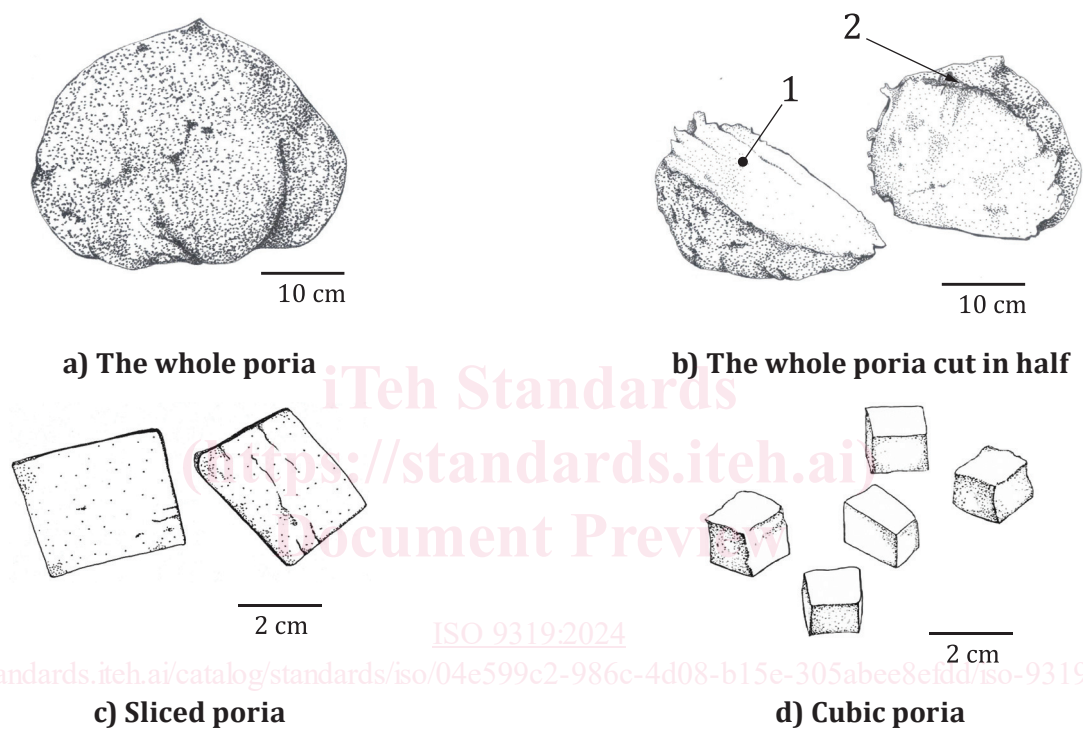 2
1
10 cm
10 cm
a) The whole poria
b) The whole poria cut in half
iTeh Standards
(https://standards.iteh.ai)
Document Preview
2 cm
2 cm
ISO 9319:2024
andards.iteh.ai/catalog/standards/iso/04e599c2-986c-4d08-b15e-305abee8efdd/iso-9319
c) Sliced poria
d) Cubic poria